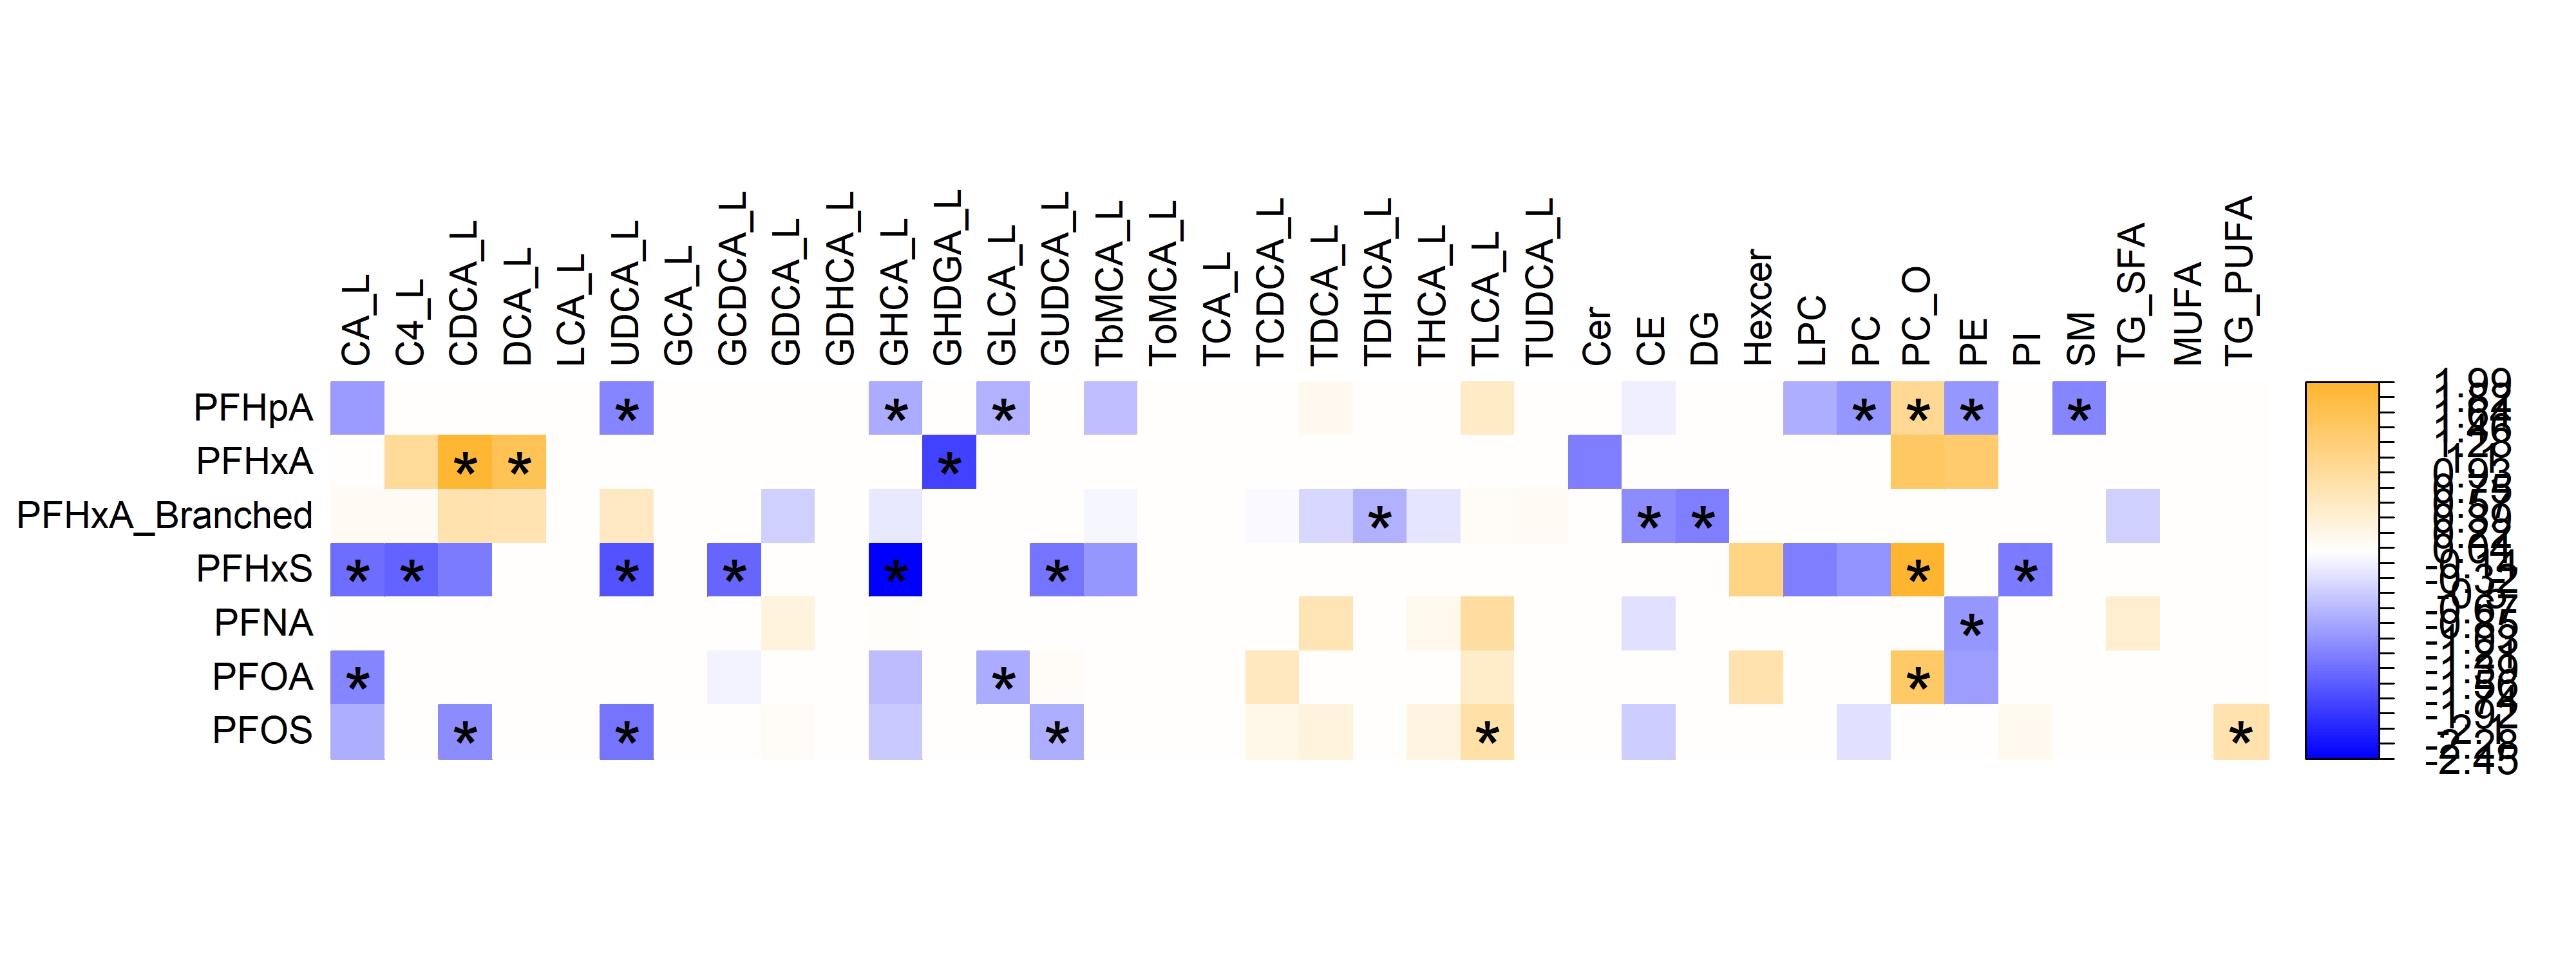 CA_L
C4_L
CDCA_L
DCA_L
LCA_L
UDCA_L
GCA_L
GCDCA_L
GDCA_L
GDHCA_L
GHCA_L
GHDGA_L
GLCA_L
GUDCA_L
TbMCA_L
ToMCA_L
TCA_L
TCDCA_L
TDCA_L
TDHCA_L
THCA_L
TLCA_L
TUDCA_L
Cer
CE
DG
Hexcer
LPC
PC
PC_O
PE
PI
SM
TG_SFA
MUFA
TG_PUFA
PFHpA
* * * * * * *
PFHxA
* * *
PFHxA_Branched
* * *
PFHxS
* * * * * * * *
PFNA
*
PFOA
* * *
PFOS
* * * * *
1.99
1.28
-2.45